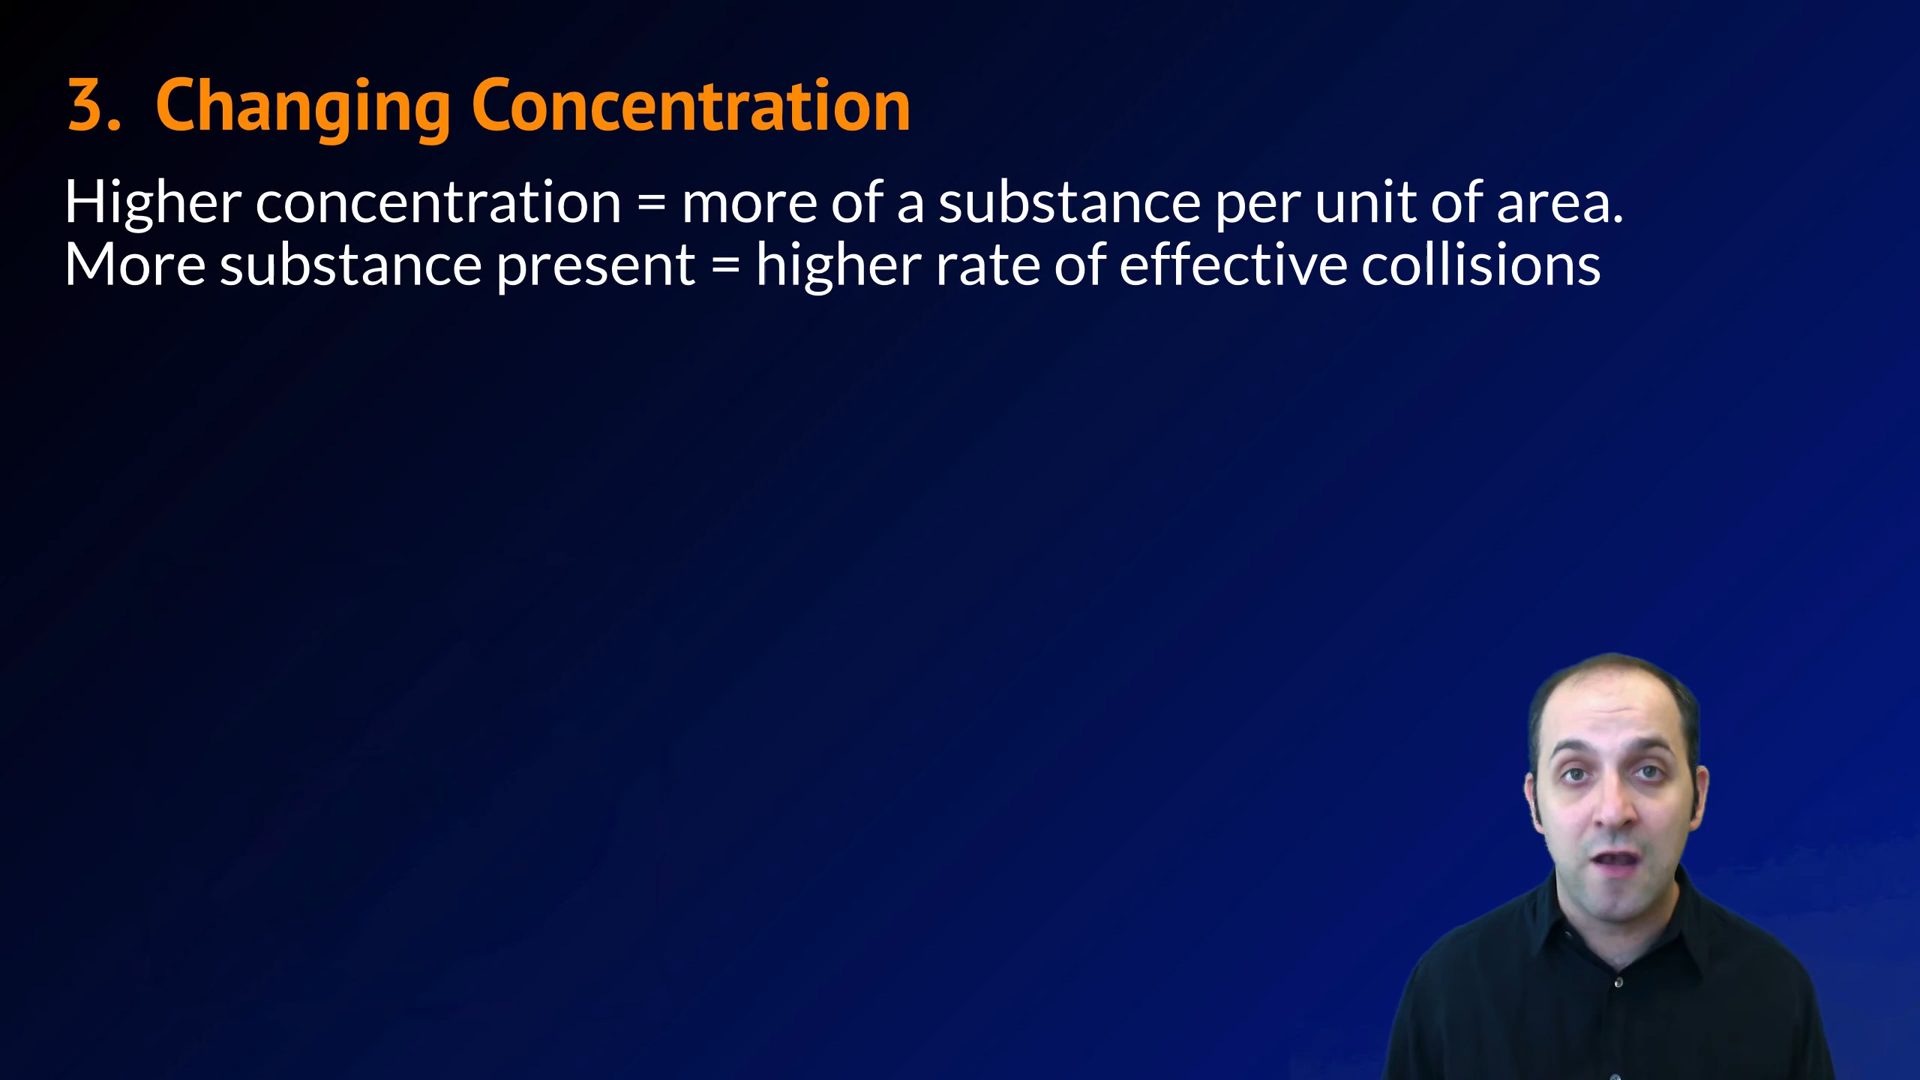 3. Changing Concentration
Higher concentration = more of a substance per unit of area.
More substance present = higher rate of effective collisions